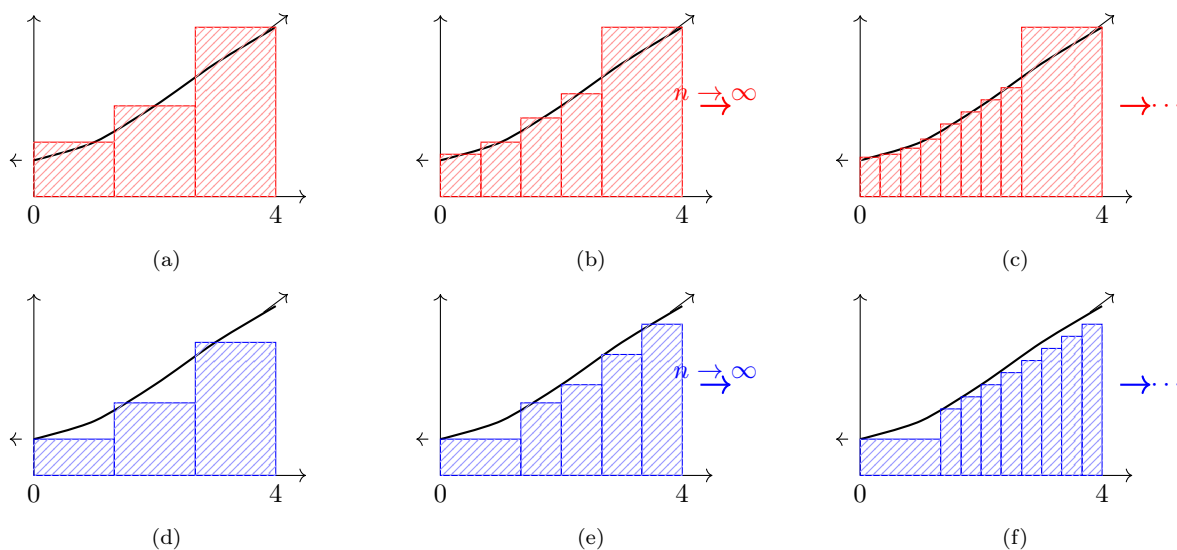 n → ∞
→ ···
0 4
0 4
0 4
(a)
(b)
(c)
n → ∞
→ ···
0 4
0 4
0 4
(d)
(e)
(f)